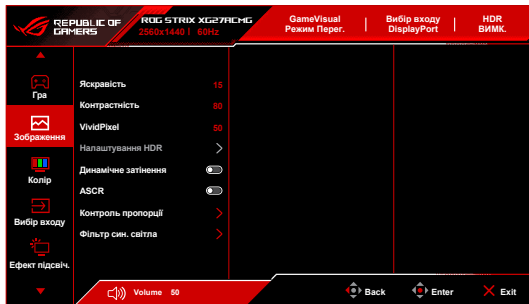 REPUBLIC OF
GAMERS
ROG STRIX XG27ACMG
2560x1440 | 60Hz
GameVisual
Режим Перег.
Вибір входу
DisplayPort
HDR
ВИМК.
Гра
Зображення
Колір
Вибір входу
Ефект підсвіч.
Яскравість 15
Контрастність 80
VividPixel 50
Налаштування HDR
Динамічне затінення
ASCR
Контроль пропорції
Фільтр син. світла
Volume 50
Back
Enter
Exit